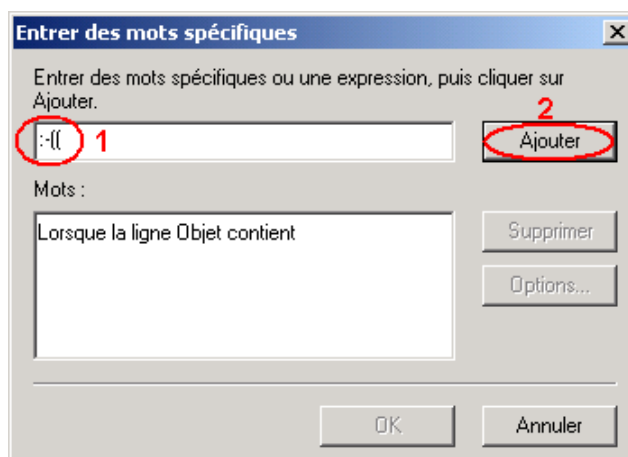 Entrer des mots spécifiques
Entrer des mots spécifiques ou une expression, puis cliquer sur
Ajouter.
2
:-(( 1
Ajouter
Mots :
Lorsque la ligne Objet contient
Supprimer
Options...
OK
Annuler